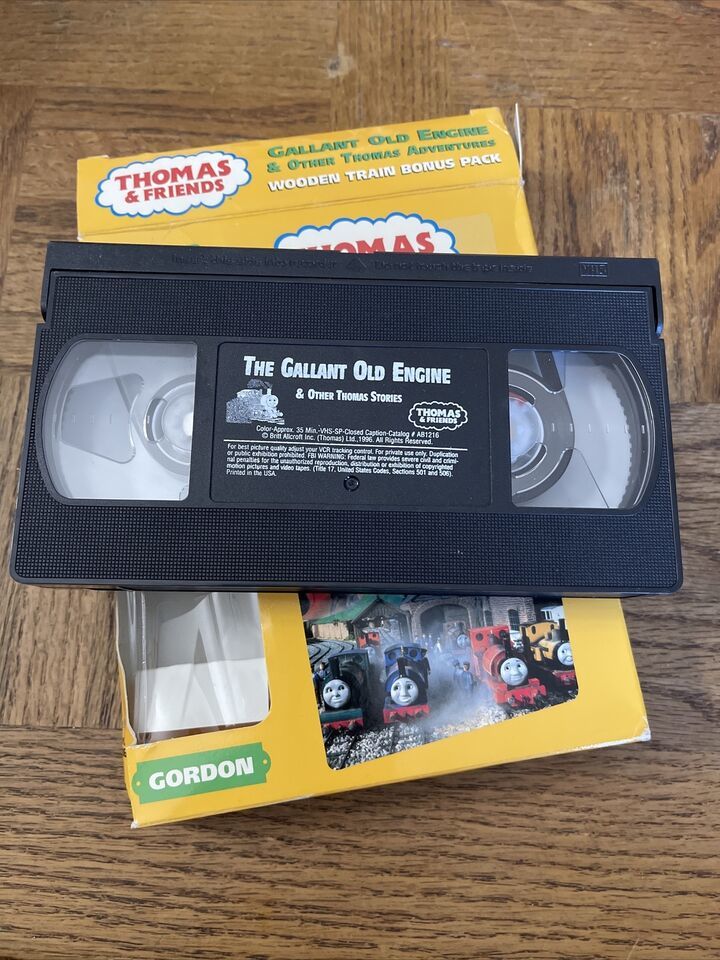 THOMAS
& FRIENDS
GALLANT OLD ENGINE
& OTHER THOMAS ADVENTURES
WOODEN TRAIN BONUS PACK
THOMAS
Insert this side into recorder Do not touch the tape inside
VHS
THE GALLANT OLD ENGINE
& OTHER THOMAS STORIES
THOMAS
& FRIENDS
Color-Approx. 35 Min.-VHS-SP-Closed Caption-Catalog # AB1216
© Britt Allcroft Inc. (Thomas) Ltd.,1996. All Rights Reserved.
For best picture quality adjust your VCR tracking control. For private use only. Duplication
or public exhibition prohibited. FBI WARNING: Federal law provides severe civil and crimi-
nal penalties for the unauthorized reproduction, distribution or exhibition of copyrighted
motion pictures and video tapes. (Title 17, United States Codes, Sections 501 and 506).
Printed in the USA.
GORDON